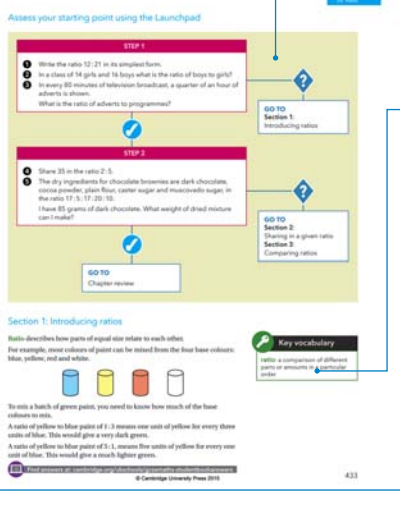 Assess your starting point using the Launchpad
STEP 1
1 Write the ratio 12:21 in its simplest form.
2 In a class of 14 girls and 16 boys what is the ratio of boys to girls?
3 In every 85 minutes of television broadcast, a quarter of an hour of
adverts is shown.
What is the ratio of adverts to programmes?
?
GO TO
Section 1:
Introducing ratios
STEP 2
4 Share 35 in the ratio 2:5.
5 The dry ingredients for chocolate brownies are dark chocolate,
cocoa powder, plain flour, caster sugar and muscovado sugar, in
the ratio 17:5:17:20:10.
I have 85 grams of dark chocolate. What weight of dried mixture
can I make?
?
GO TO
Section 2:
Sharing in a given ratio
Section 3:
Comparing ratios
GO TO
Chapter review
Section 1: Introducing ratios
Ratio describes how parts of equal size relate to each other.
For example, most colours of paint can be mixed from the four base colours:
blue, yellow, red and white.
Key vocabulary
ratio: a comparison of different
parts or amounts in a particular
order
To mix a batch of green paint, you need to know how much of the base
colours to mix.
A ratio of yellow to blue paint of 1:3 means one unit of yellow for every three
units of blue. This would give a very dark green.
A ratio of yellow to blue paint of 5:1, means five units of yellow for every one
unit of blue. This would give a much lighter green.
Find answers at: cambridge.org/ukschools/gcsemaths-studentbookanswers
© Cambridge University Press 2015
433